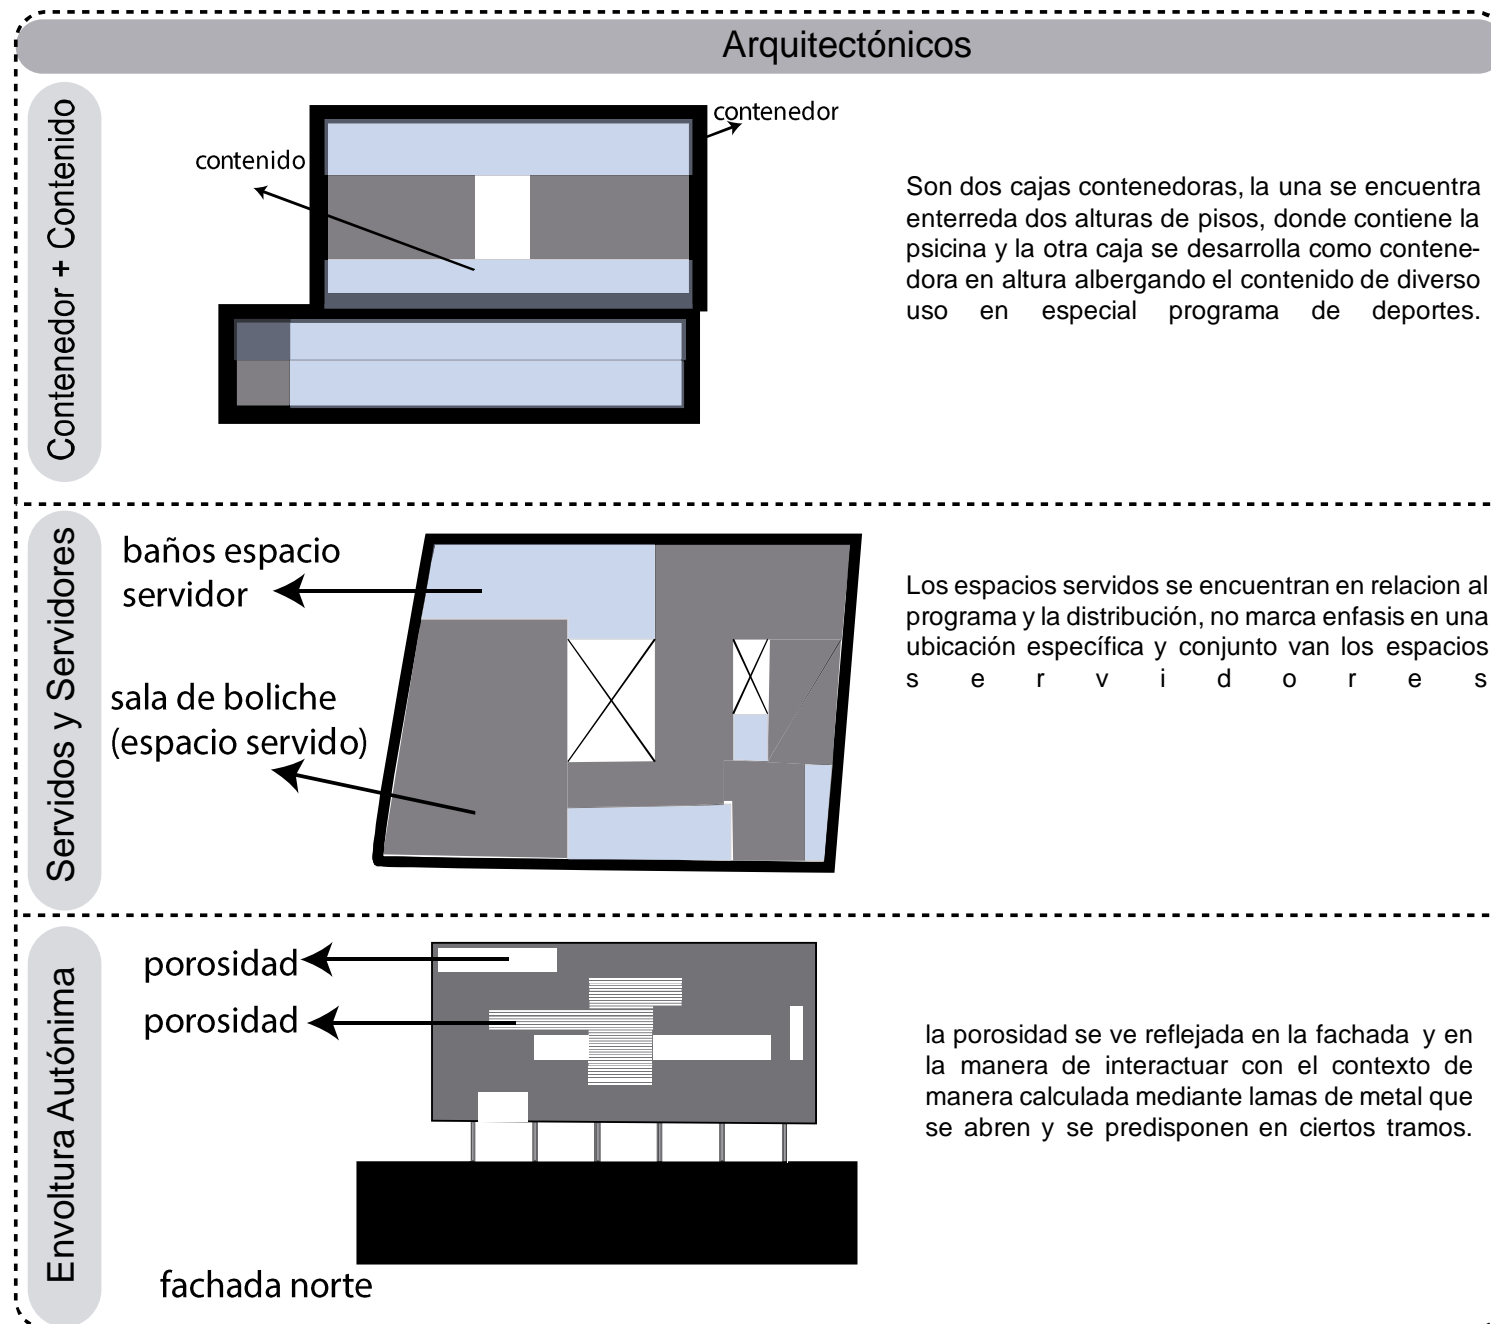 Arquitectónicos
Contenedor + Contenido
contenido
contenedor
Son dos cajas contenedoras, la una se encuentra
enterreda dos alturas de pisos, donde contiene la
psicina y la otra caja se desarrolla como contene-
dora en altura albergando el contenido de diverso
uso en especial programa de deportes.
Servidos y Servidores
baños espacio
servidor
sala de boliche
(espacio servido)
Los espacios servidos se encuentran en relacion al
programa y la distribución, no marca enfasis en una
ubicación específica y conjunto van los espacios
s e r v i d o r e s
Envoltura Autónima
porosidad
porosidad
fachada norte
la porosidad se ve reflejada en la fachada y en
la manera de interactuar con el contexto de
manera calculada mediante lamas de metal que
se abren y se predisponen en ciertos tramos.